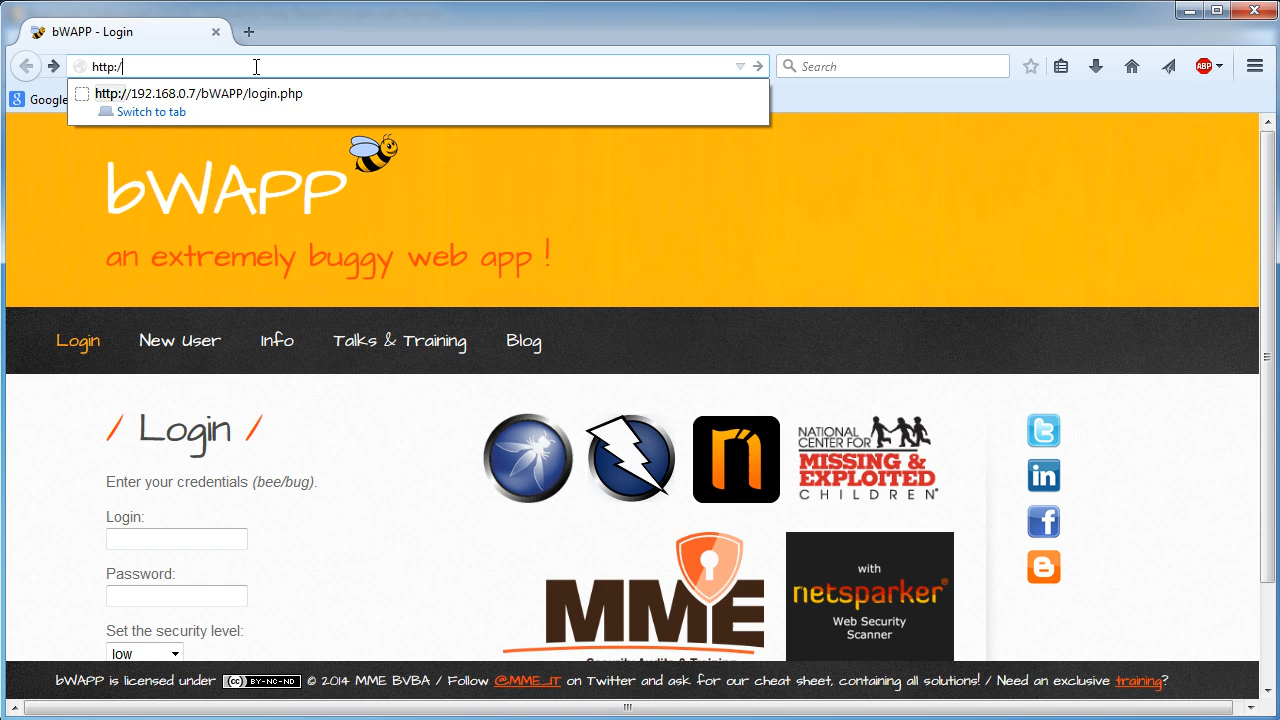 bWAPP - Login
http:/
Search
ABP
Google
http://192.168.0.7/bWAPP/login.php
Switch to tab
bWAPP
an extremely buggy web app !
Login
New User
Info
Talks & Training
Blog
/ Login /
Enter your credentials (bee/bug).
Login:
Password:
Set the security level:
low
NATIONAL
CENTER FOR
MISSING &
EXPLOITED
CHILDREN
MME
with
netsparker
Web Security
Scanner
bWAPP is licensed under (cc) BY-NC-ND © 2014 MME BVBA / Follow @MME_IT on Twitter and ask for our cheat sheet, containing all solutions! / Need an exclusive training?